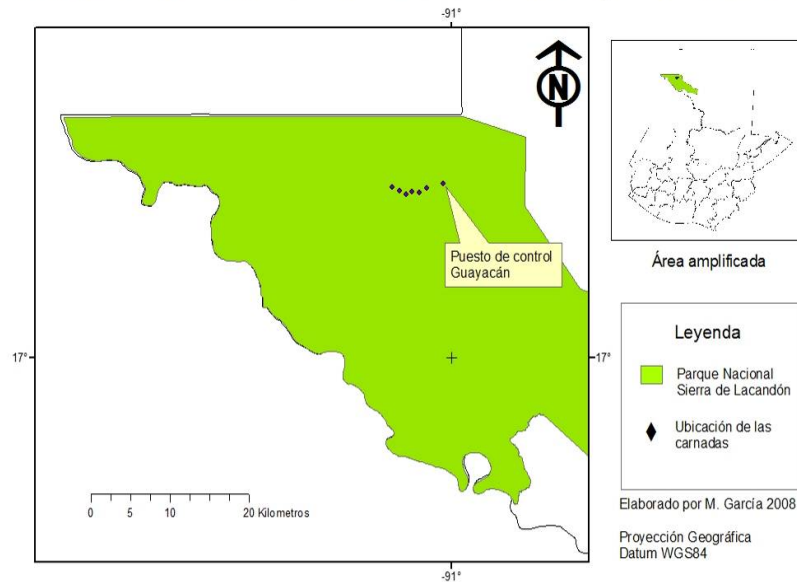 -91°
N
Puesto de control
Guayacán
17°
17°
0 5 10 20 Kilometros
-91°
Área amplificada
Leyenda
Parque Nacional
Sierra de Lacandón
Ubicación de las
carnadas
Elaborado por M. García 2008
Proyección Geográfica
Datum WGS84